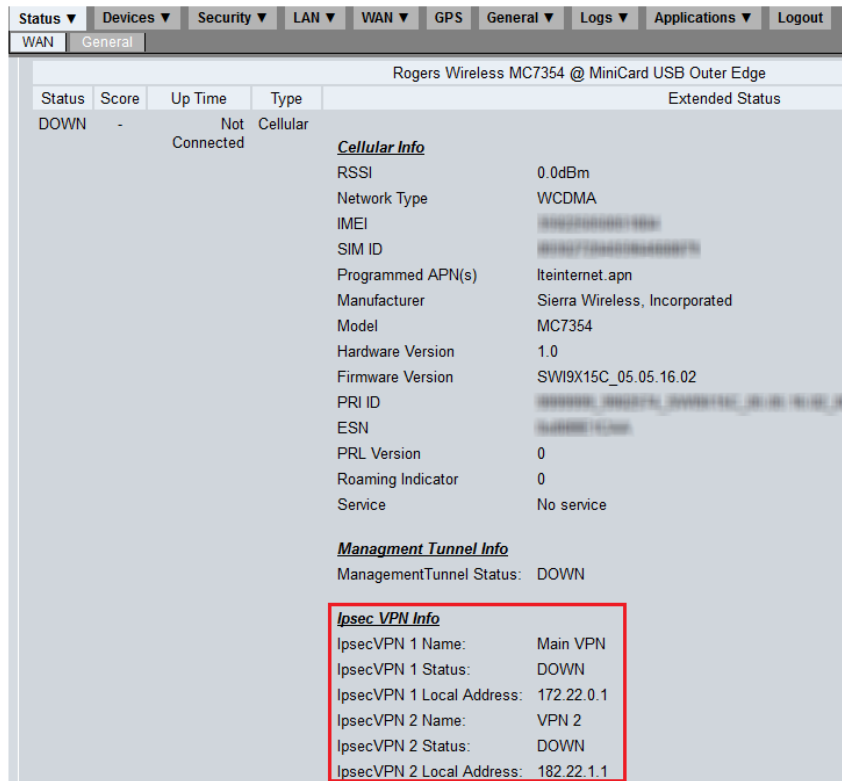 Status ▼ Devices ▼ Security ▼ LAN ▼ WAN ▼ GPS General ▼ Logs ▼ Applications ▼ Logout
WAN General
Rogers Wireless MC7354 @ MiniCard USB Outer Edge
Status Score Up Time Type Extended Status
DOWN - Not Connected Cellular
Cellular Info
RSSI 0.0dBm
Network Type WCDMA
IMEI
SIM ID
Programmed APN(s) lteinternet.apn
Manufacturer Sierra Wireless, Incorporated
Model MC7354
Hardware Version 1.0
Firmware Version SWI9X15C_05.05.16.02
PRI ID
ESN
PRL Version 0
Roaming Indicator 0
Service No service
Managment Tunnel Info
ManagementTunnel Status: DOWN
Ipsec VPN Info
IpsecVPN 1 Name: Main VPN
IpsecVPN 1 Status: DOWN
IpsecVPN 1 Local Address: 172.22.0.1
IpsecVPN 2 Name: VPN 2
IpsecVPN 2 Status: DOWN
IpsecVPN 2 Local Address: 182.22.1.1